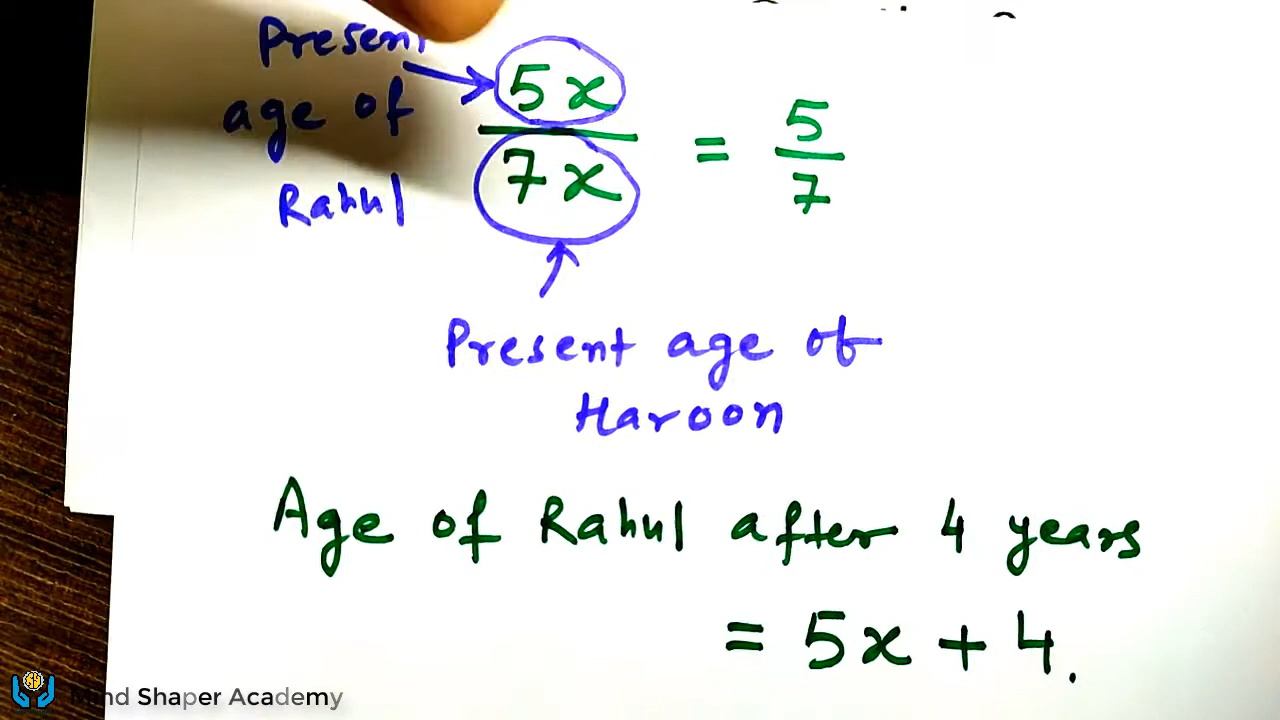 Present
age of
Rahul
5x
7x
= 5
7
Present age of
Haroon
Age of Rahul after 4 years
= 5x + 4.
Mind Shaper Academy